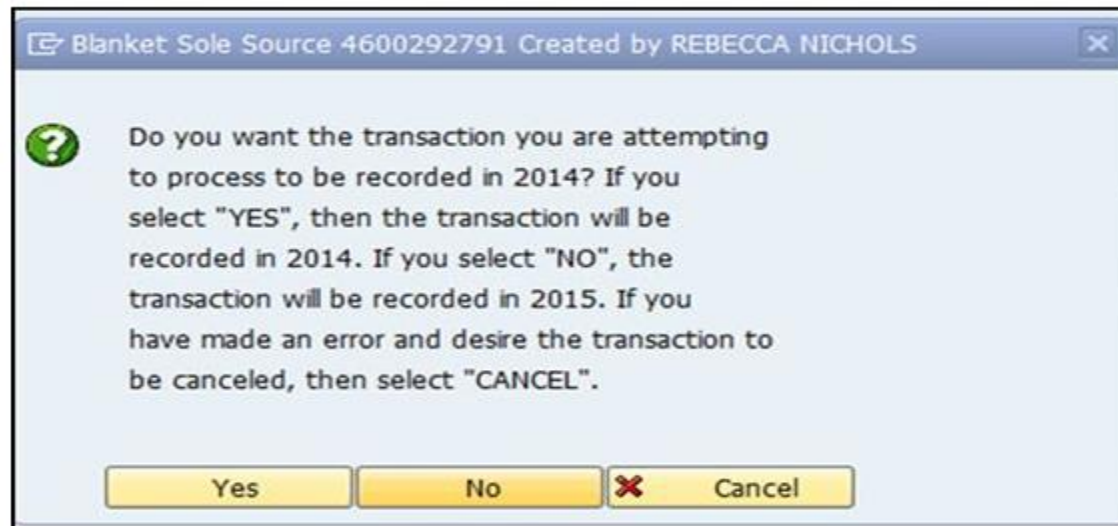 Blanket Sole Source 4600292791 Created by REBECCA NICHOLS
Do you want the transaction you are attempting
to process to be recorded in 2014? If you
select "YES", then the transaction will be
recorded in 2014. If you select "NO", the
transaction will be recorded in 2015. If you
have made an error and desire the transaction to
be canceled, then select "CANCEL".
Yes No Cancel